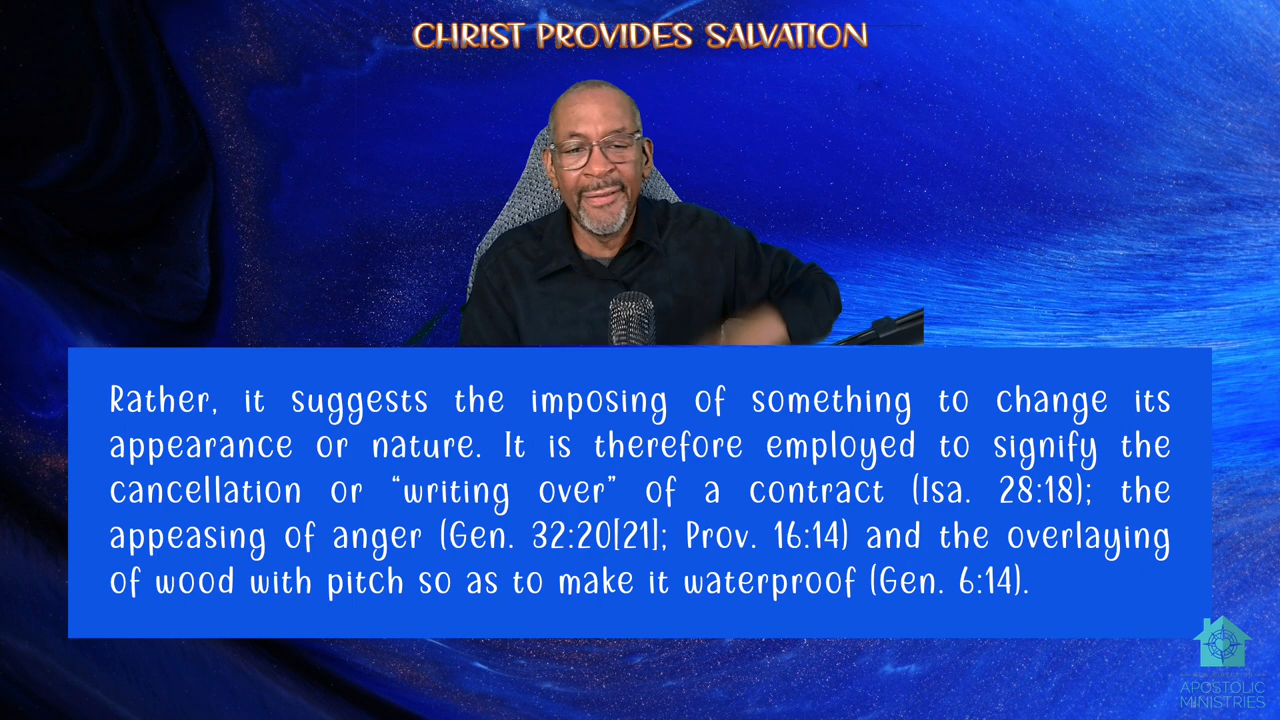 CHRIST PROVIDES SALVATION
Rather, it suggests the imposing of something to change its
appearance or nature. It is therefore employed to signify the
cancellation or “writing over” of a contract (Isa. 28:18); the
appeasing of anger (Gen. 32:20[21]; Prov. 16:14) and the overlaying
of wood with pitch so as to make it waterproof (Gen. 6:14).
APOSTOLIC
MINISTRIES